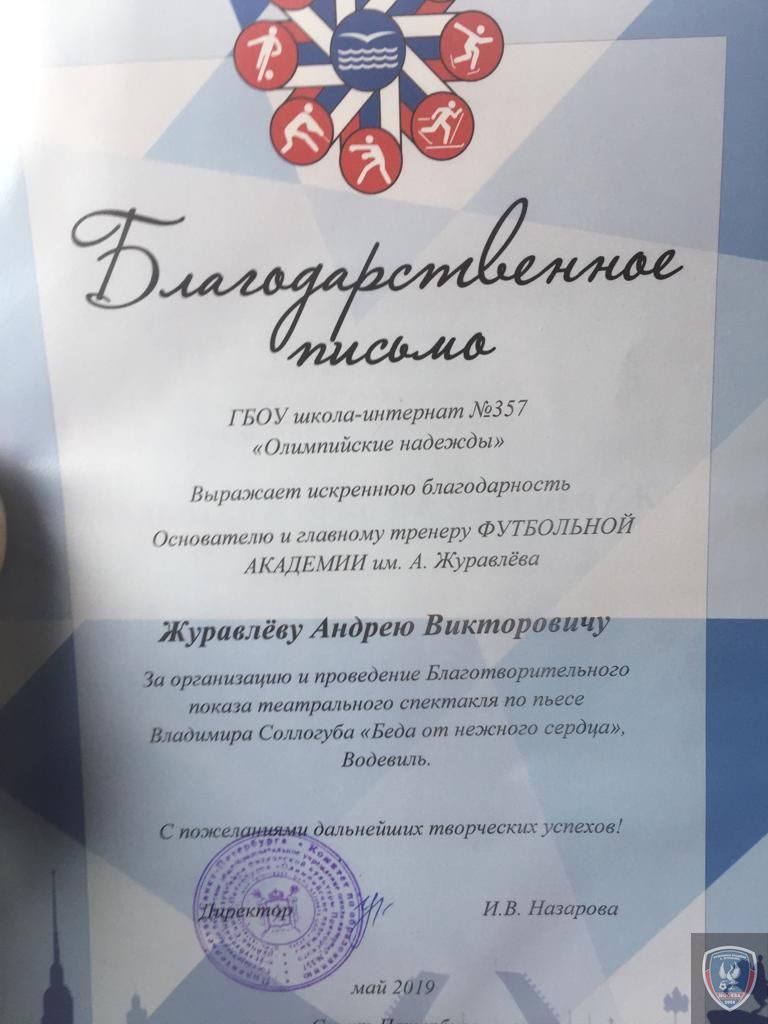 Благодарственное
письмо
ГБОУ школа-интернат №357
«Олимпийские надежды»
Выражает искреннюю благодарность
Основателю и главному тренеру ФУТБОЛЬНОЙ
АКАДЕМИИ им. А. Журавлёва
Журавлёву Андрею Викторовичу
За организацию и проведение Благотворительного
показа театрального спектакля по пьесе
Владимира Соллогуба «Беда от нежного сердца»,
Водевиль.
С пожеланиями дальнейших творческих успехов!
Директор И.В. Назарова
май 2019
МОСКВА